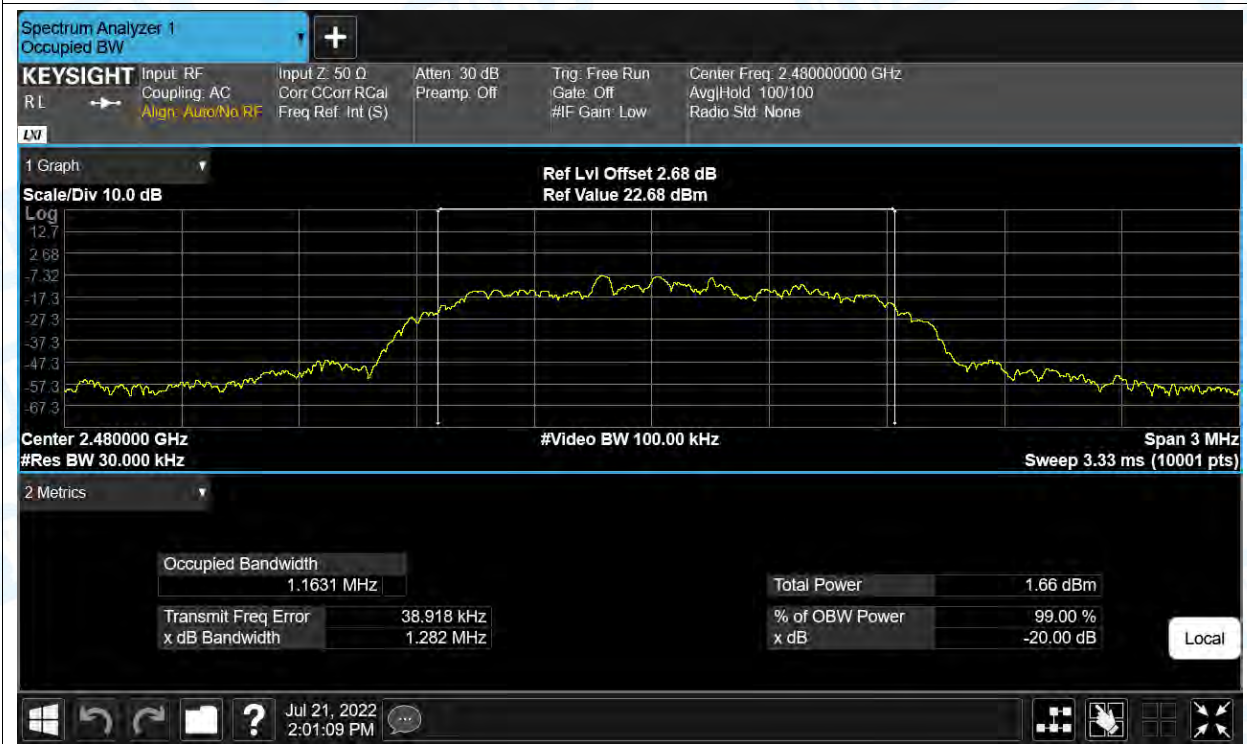 Spectrum Analyzer 1
Occupied BW
+
KEYSIGHT Input: RF Input Z: 50 Ω Atten: 30 dB Trig: Free Run Center Freq: 2.480000000 GHz
RL Coupling: AC Corr CCorr RCal Preamp: Off Gate: Off Avg|Hold: 100/100
Align: Auto/No RF Freq Ref: Int (S) #IF Gain: Low Radio Std: None
LXI
1 Graph
Ref Lvl Offset 2.68 dB
Scale/Div 10.0 dB Ref Value 22.68 dBm
Log
12.7
2.68
-7.32
-17.3
-27.3
-37.3
-47.3
-57.3
-67.3
Center 2.480000 GHz #Video BW 100.00 kHz Span 3 MHz
#Res BW 30.000 kHz Sweep 3.33 ms (10001 pts)
2 Metrics
Occupied Bandwidth
1.1631 MHz Total Power 1.66 dBm
Transmit Freq Error 38.918 kHz % of OBW Power 99.00 %
x dB Bandwidth 1.282 MHz x dB -20.00 dB
Local
? Jul 21, 2022
2:01:09 PM